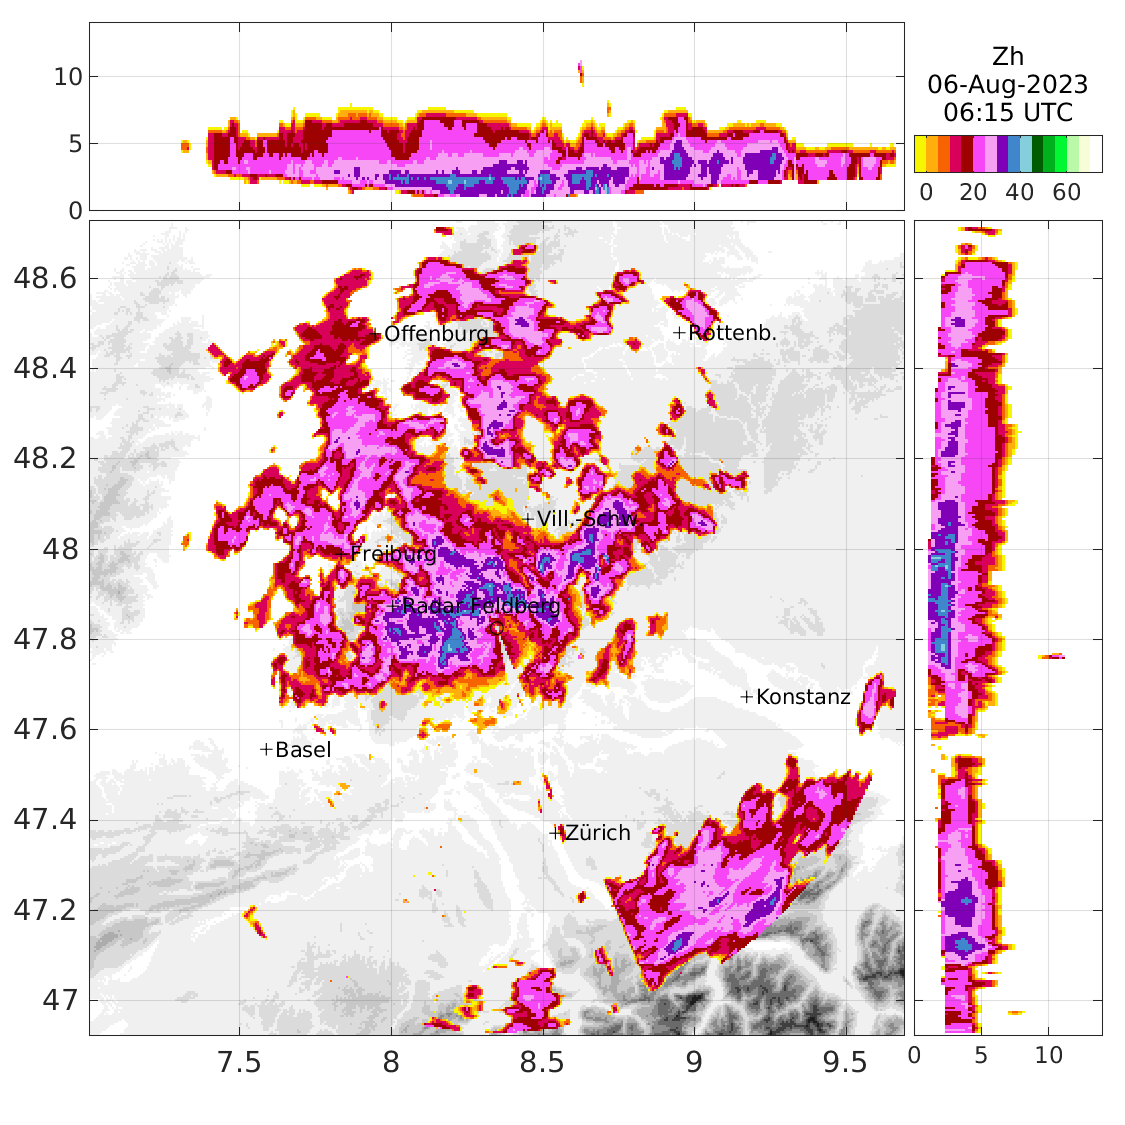 10
5
0
Zh
06-Aug-2023
06:15 UTC
0 20 40 60
48.6
48.4
48.2
48
47.8
47.6
47.4
47.2
47
+Offenburg
+Rottenb.
+Vill.-Schw.
+Freiburg
+Radar Feldberg
+Konstanz
+Basel
+Zürich
7.5 8 8.5 9 9.5
0 5 10